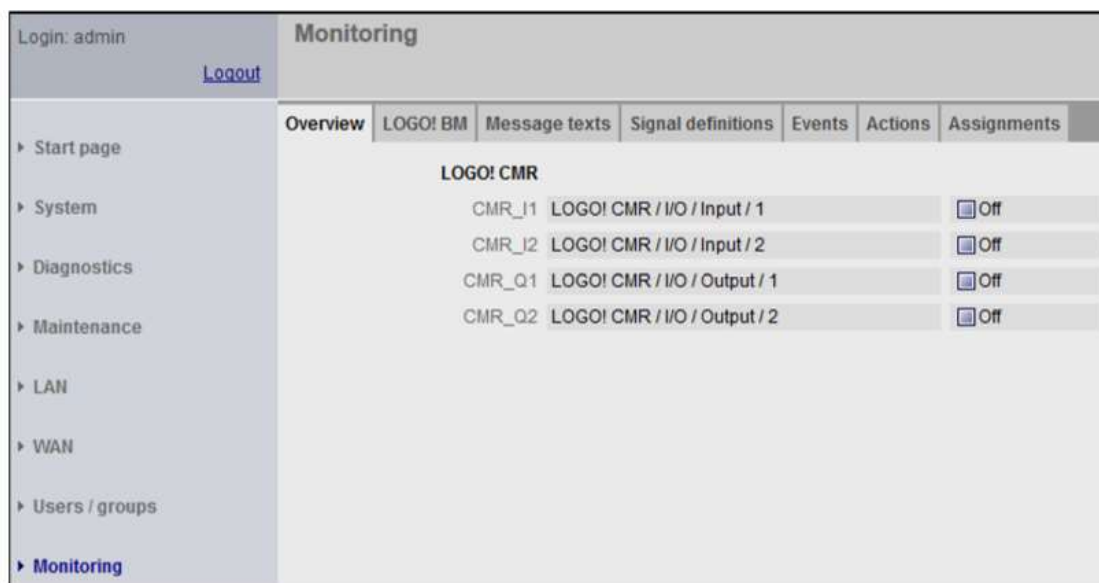 Login: admin
Logout
Monitoring
Overview LOGO! BM Message texts Signal definitions Events Actions Assignments
Start page
System
Diagnostics
Maintenance
LAN
WAN
Users / groups
Monitoring
LOGO! CMR
CMR_I1 LOGO! CMR / I/O / Input / 1 Off
CMR_I2 LOGO! CMR / I/O / Input / 2 Off
CMR_Q1 LOGO! CMR / I/O / Output / 1 Off
CMR_Q2 LOGO! CMR / I/O / Output / 2 Off